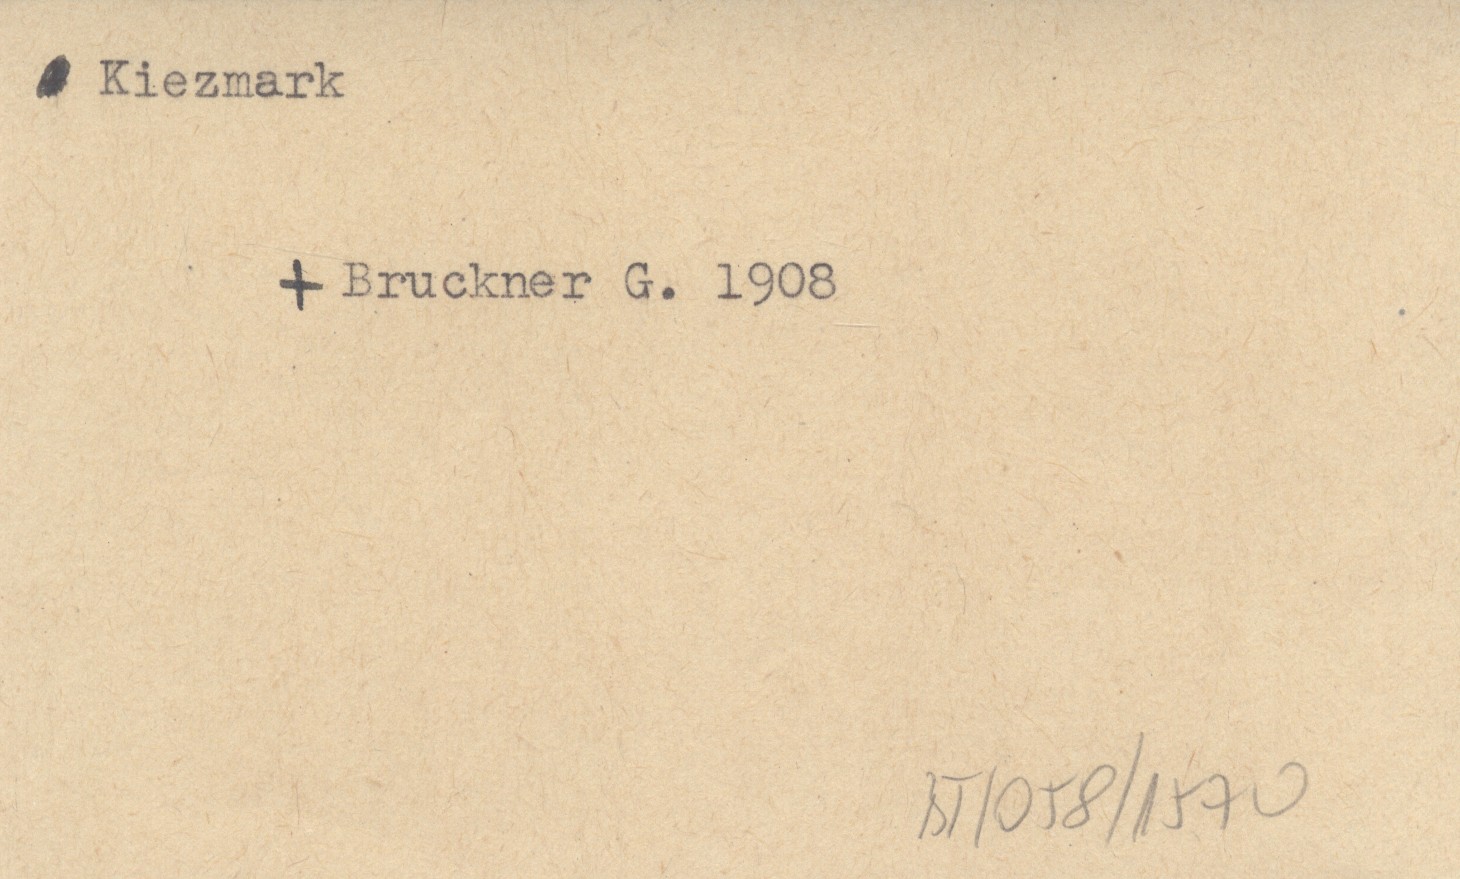 Kiezmark
+ Bruckner G. 1908
BT/058/1570